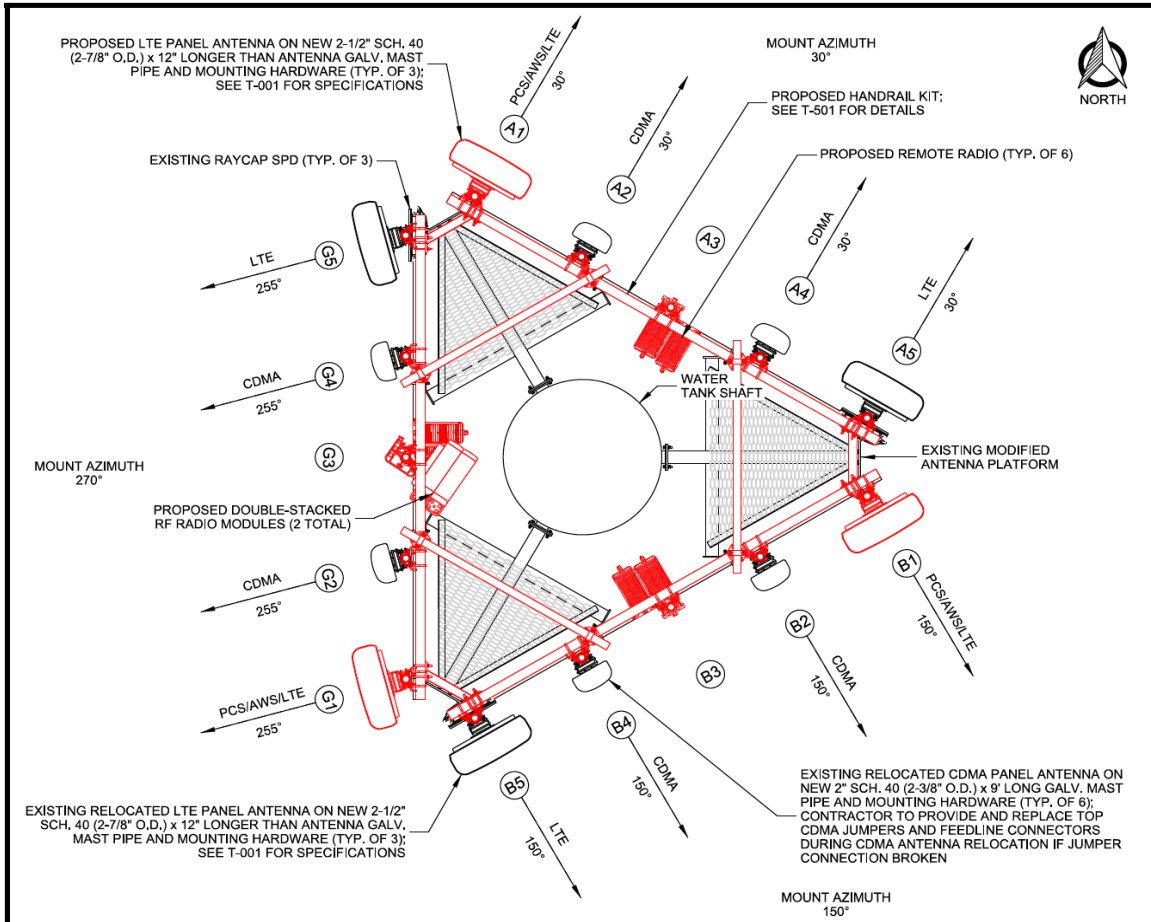 PROPOSED LTE PANEL ANTENNA ON NEW 2-1/2" SCH. 40
(2-7/8" O.D.) x 12" LONGER THAN ANTENNA GALV. MAST
PIPE AND MOUNTING HARDWARE (TYP. OF 3);
SEE T-001 FOR SPECIFICATIONS
EXISTING RAYCAP SPD (TYP. OF 3)
PCS/AWS/LTE
30°
A1
CDMA
30°
A2
MOUNT AZIMUTH
30°
NORTH
PROPOSED HANDRAIL KIT;
SEE T-501 FOR DETAILS
PROPOSED REMOTE RADIO (TYP. OF 6)
A3
CDMA
30°
A4
LTE
30°
A5
LTE
255°
G5
CDMA
255°
G4
WATER
TANK SHAFT
MOUNT AZIMUTH
270°
G3
EXISTING MODIFIED
ANTENNA PLATFORM
PROPOSED DOUBLE-STACKED
RF RADIO MODULES (2 TOTAL)
CDMA
255°
G2
PCS/AWS/LTE
255°
G1
B1
PCS/AWS/LTE
150°
B2
CDMA
150°
B3
B4
CDMA
150°
B5
LTE
150°
EXISTING RELOCATED LTE PANEL ANTENNA ON NEW 2-1/2"
SCH. 40 (2-7/8" O.D.) x 12" LONGER THAN ANTENNA GALV.
MAST PIPE AND MOUNTING HARDWARE (TYP. OF 3);
SEE T-001 FOR SPECIFICATIONS
EXISTING RELOCATED CDMA PANEL ANTENNA ON
NEW 2" SCH. 40 (2-3/8" O.D.) x 9' LONG GALV. MAST
PIPE AND MOUNTING HARDWARE (TYP. OF 6);
CONTRACTOR TO PROVIDE AND REPLACE TOP
CDMA JUMPERS AND FEEDLINE CONNECTORS
DURING CDMA ANTENNA RELOCATION IF JUMPER
CONNECTION BROKEN
MOUNT AZIMUTH
150°